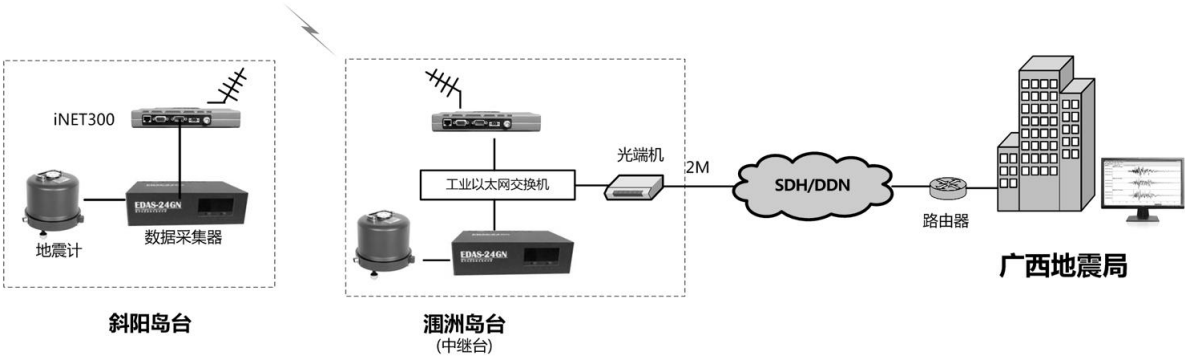 iNET300
EDAS-24GN
地震计
数据采集器
斜阳岛台
工业以太网交换机
光端机
2M
EDAS-24GN
涠洲岛台
(中继台)
SDH/DDN
路由器
广西地震局